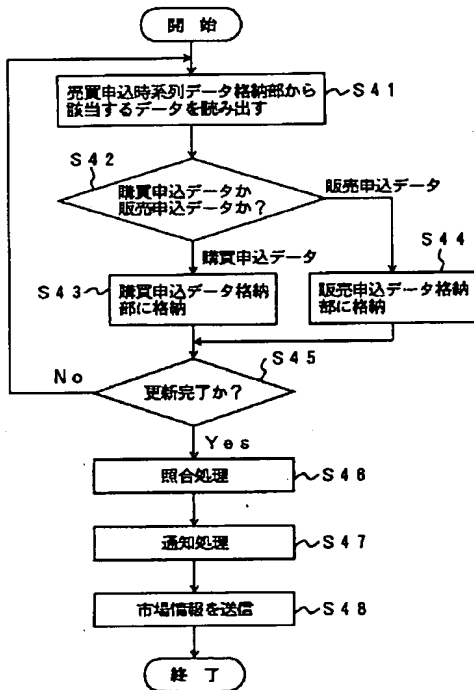 開 始
売買申込時系列データ格納部から
該当するデータを読み出す
S41
S42
購買申込データか
販売申込データか?
販売申込データ
購買申込データ
S43
購買申込データ格納
部に格納
S44
販売申込データ格納
部に格納
S45
更新完了か?
No
Yes
照合処理
S46
通知処理
S47
市場情報を送信
S48
終 了